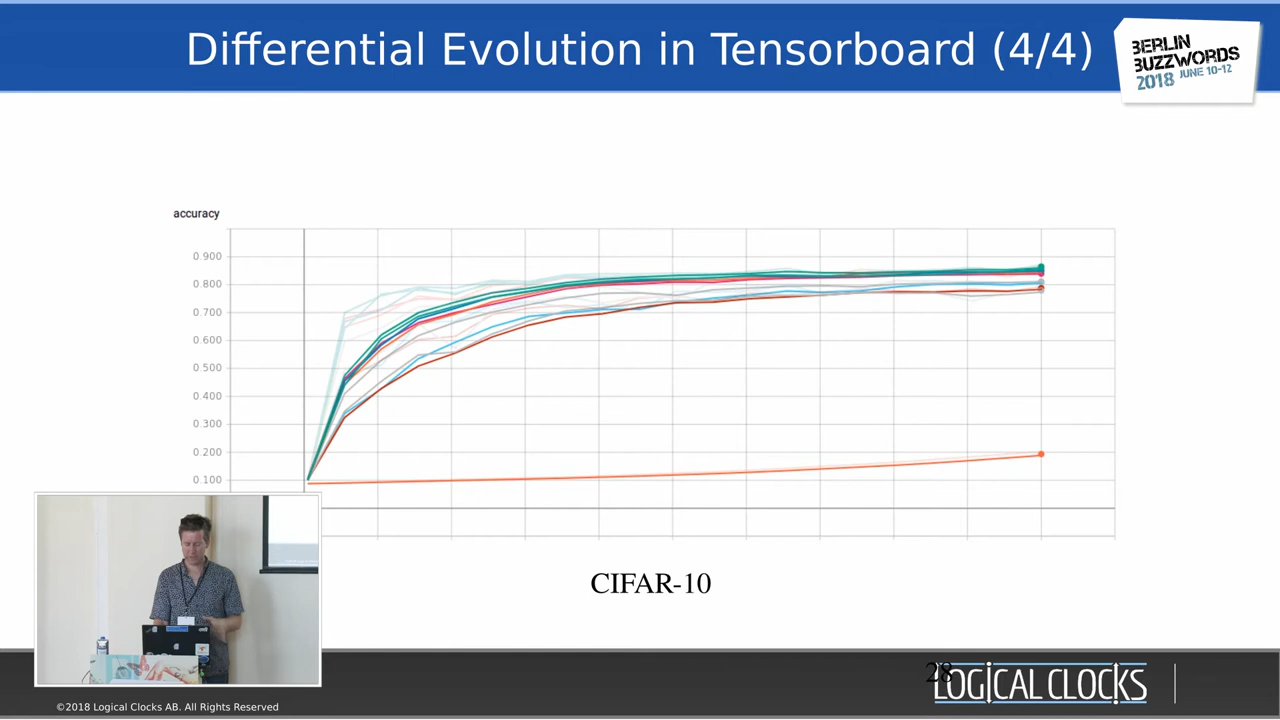 Differential Evolution in Tensorboard (4/4)
BERLIN
BUZZWORDS
2018 JUNE 10-12
accuracy
0.900
0.800
0.700
0.600
0.500
0.400
0.300
0.200
0.100
CIFAR-10
28
LOGICAL CLOCKS
©2018 Logical Clocks AB. All Rights Reserved